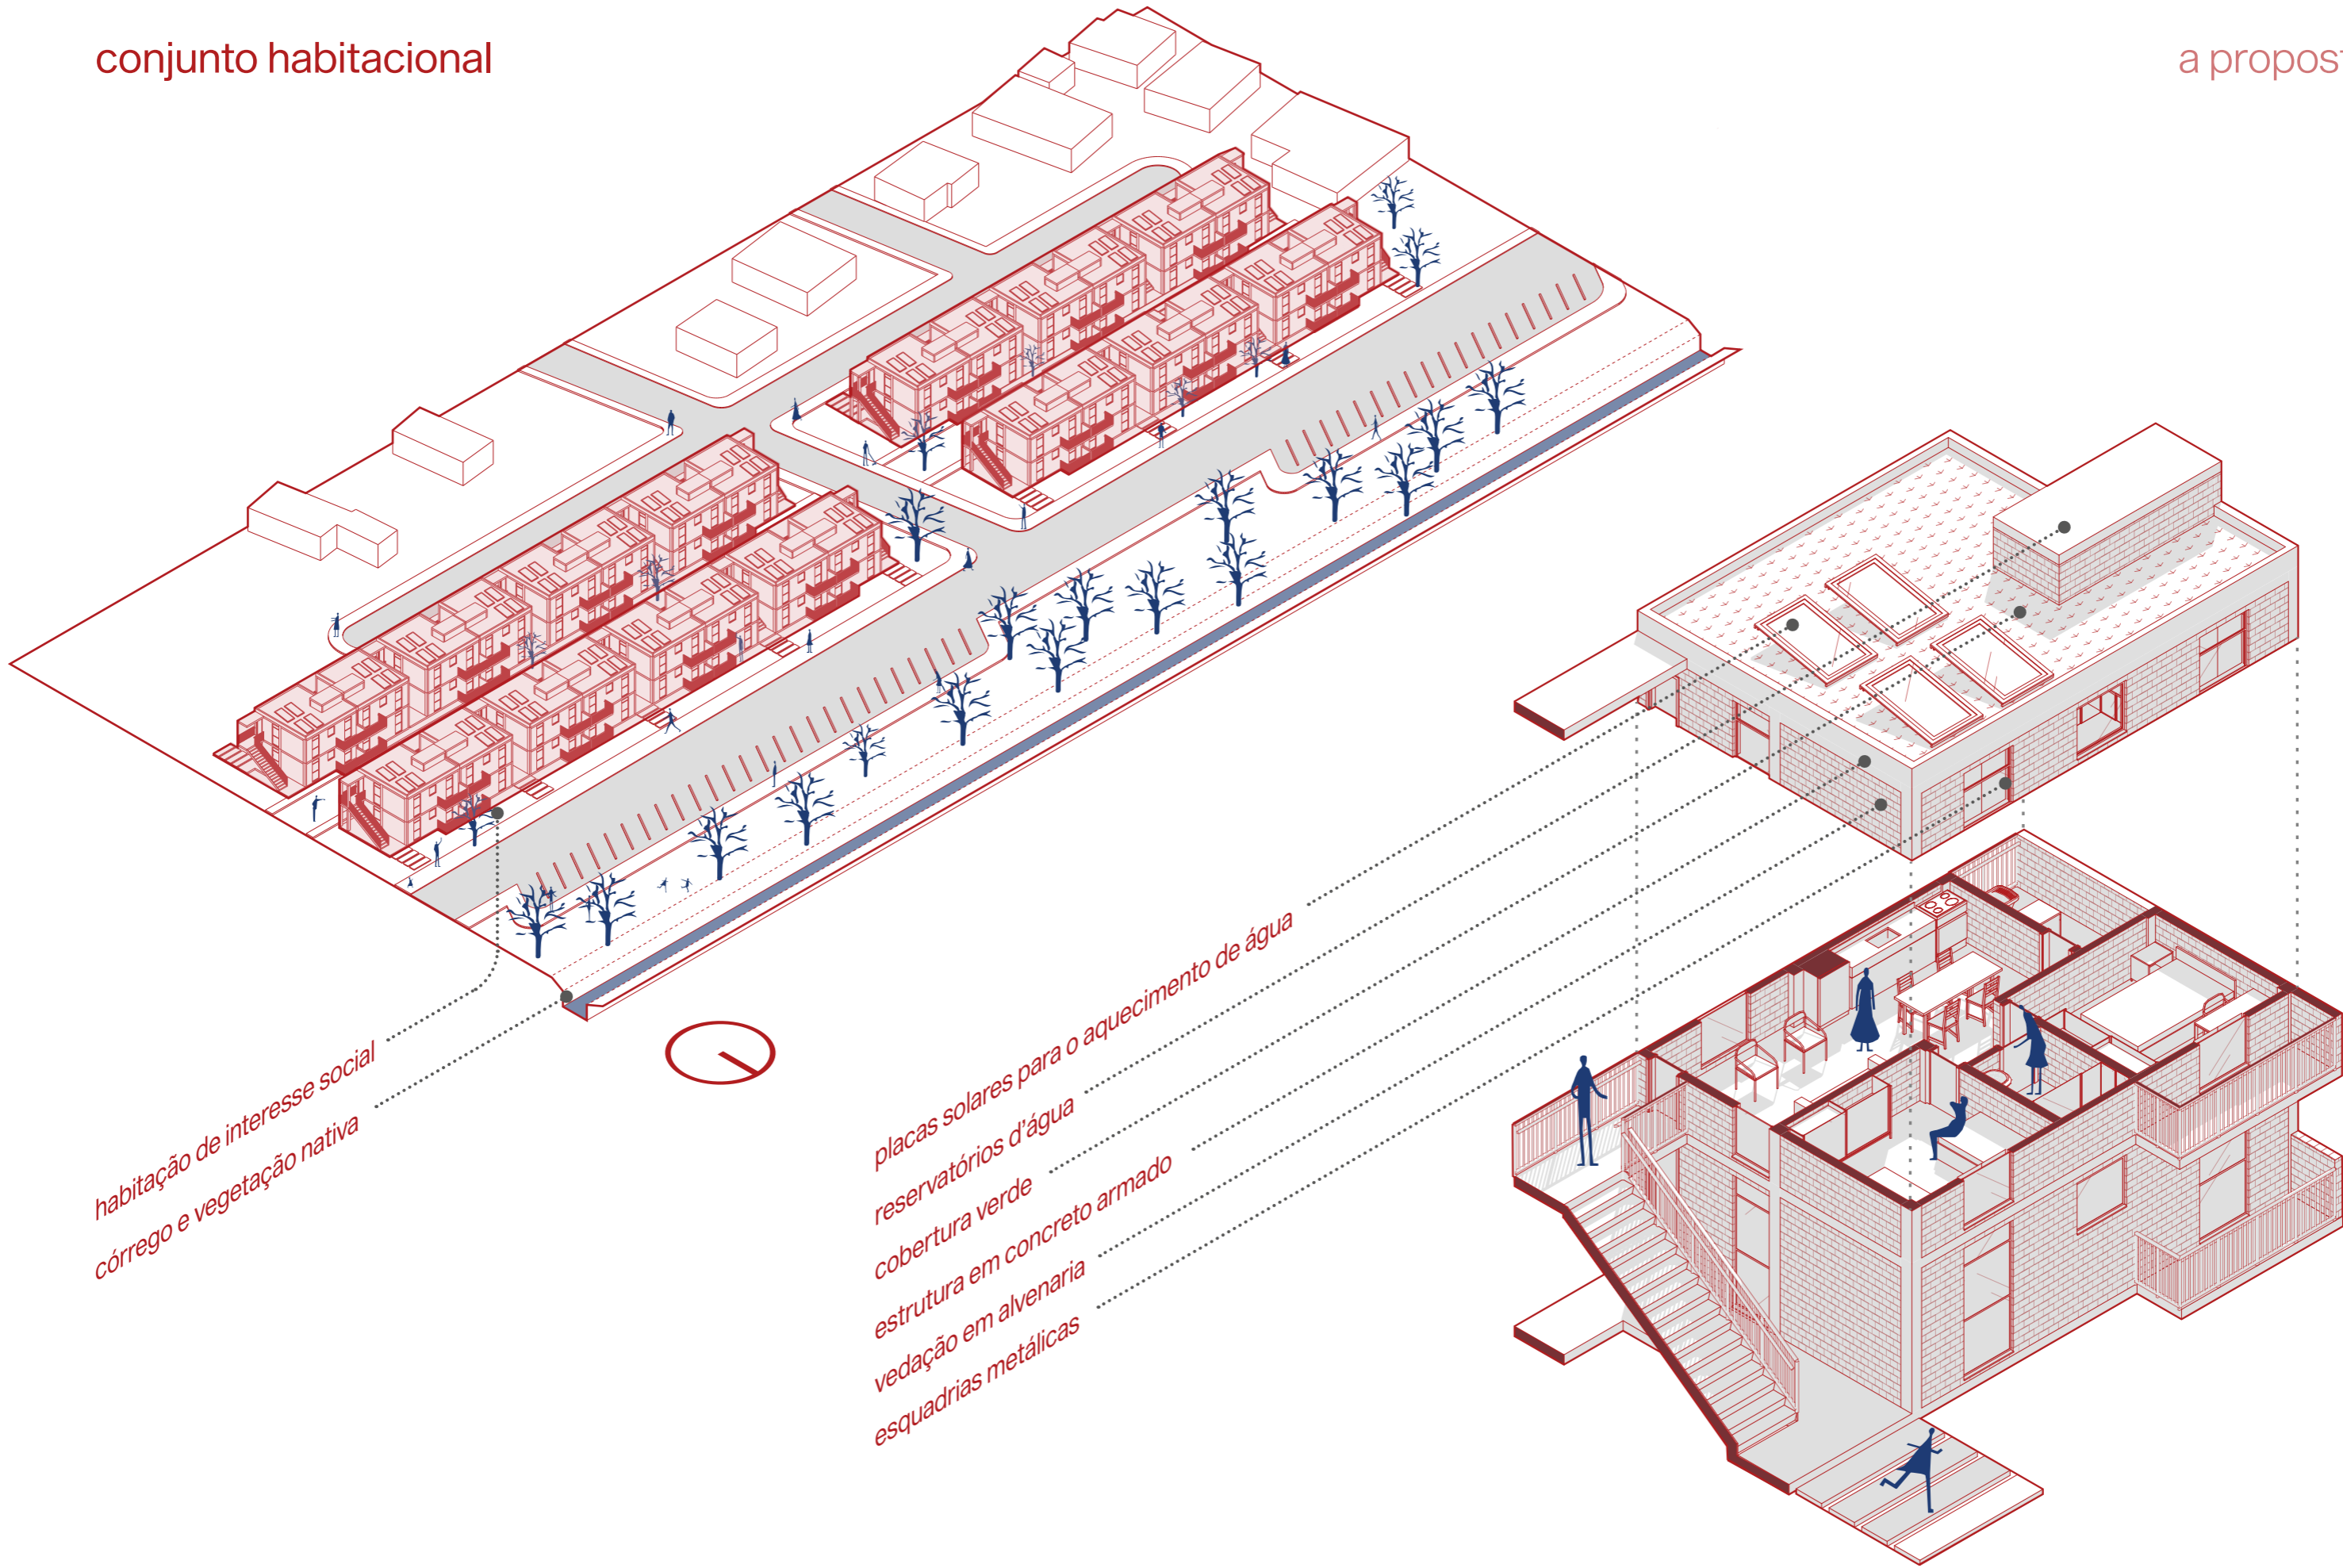 conjunto habitacional
a propos
habitação de interesse social
córrego e vegetação nativa
placas solares para o aquecimento de água
reservatórios d'água
cobertura verde
estrutura em concreto armado
vedação em alvenaria
esquadrias metálicas